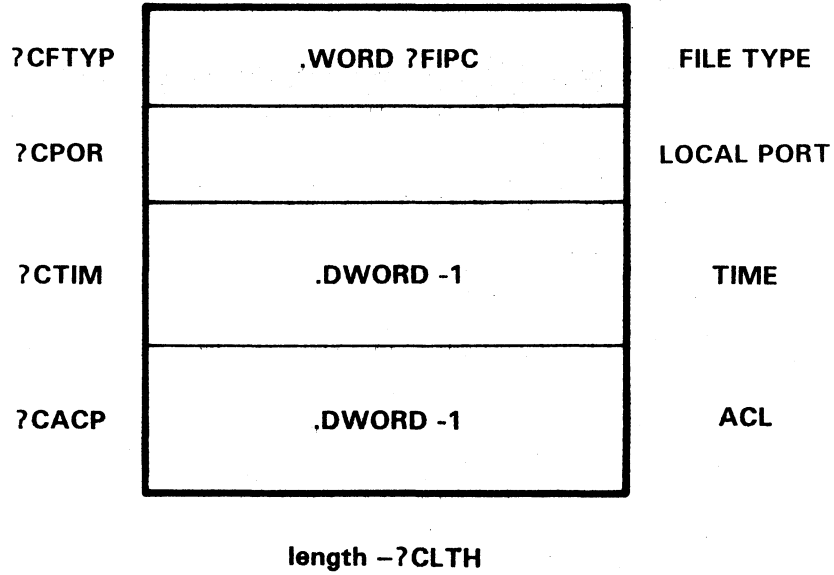 ?CFTYP .WORD ?FIPC FILE TYPE
?CPOR LOCAL PORT
?CTIM .DWORD -1 TIME
?CACP .DWORD -1 ACL
length –?CLTH